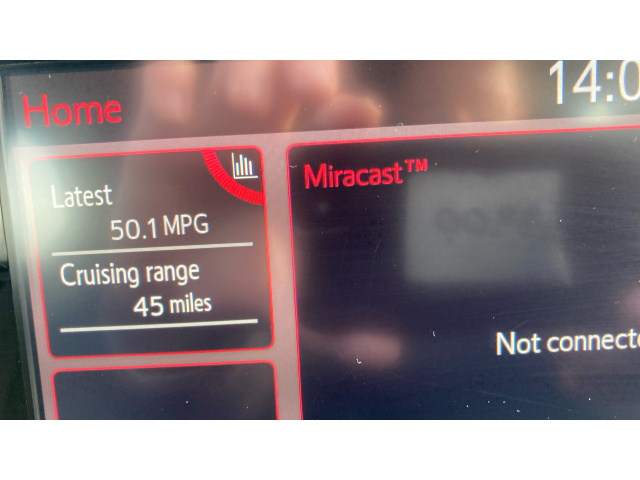 Home
14:0
Latest
50.1 MPG
Cruising range
45 miles
Miracast™
Not connecte